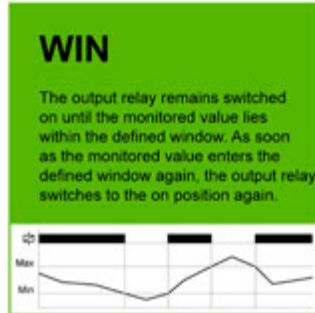 WIN
The output relay remains switched
on until the monitored value lies
within the defined window. As soon
as the monitored value enters the
defined window again, the output relay
switches to the on position again.
Max
Min